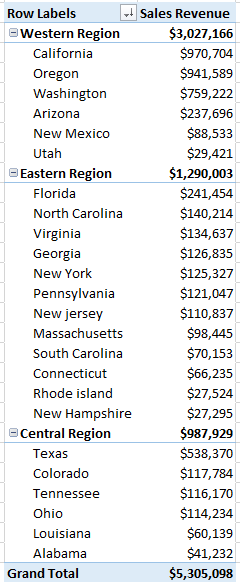 Row Labels Sales Revenue
Western Region $3,027,166
California $970,704
Oregon $941,589
Washington $759,222
Arizona $237,696
New Mexico $88,533
Utah $29,421
Eastern Region $1,290,003
Florida $241,454
North Carolina $140,214
Virginia $134,637
Georgia $126,835
New York $125,327
Pennsylvania $121,047
New jersey $110,837
Massachusetts $98,445
South Carolina $70,153
Connecticut $66,235
Rhode island $27,524
New Hampshire $27,295
Central Region $987,929
Texas $538,370
Colorado $117,784
Tennessee $116,170
Ohio $114,234
Louisiana $60,139
Alabama $41,232
Grand Total $5,305,098